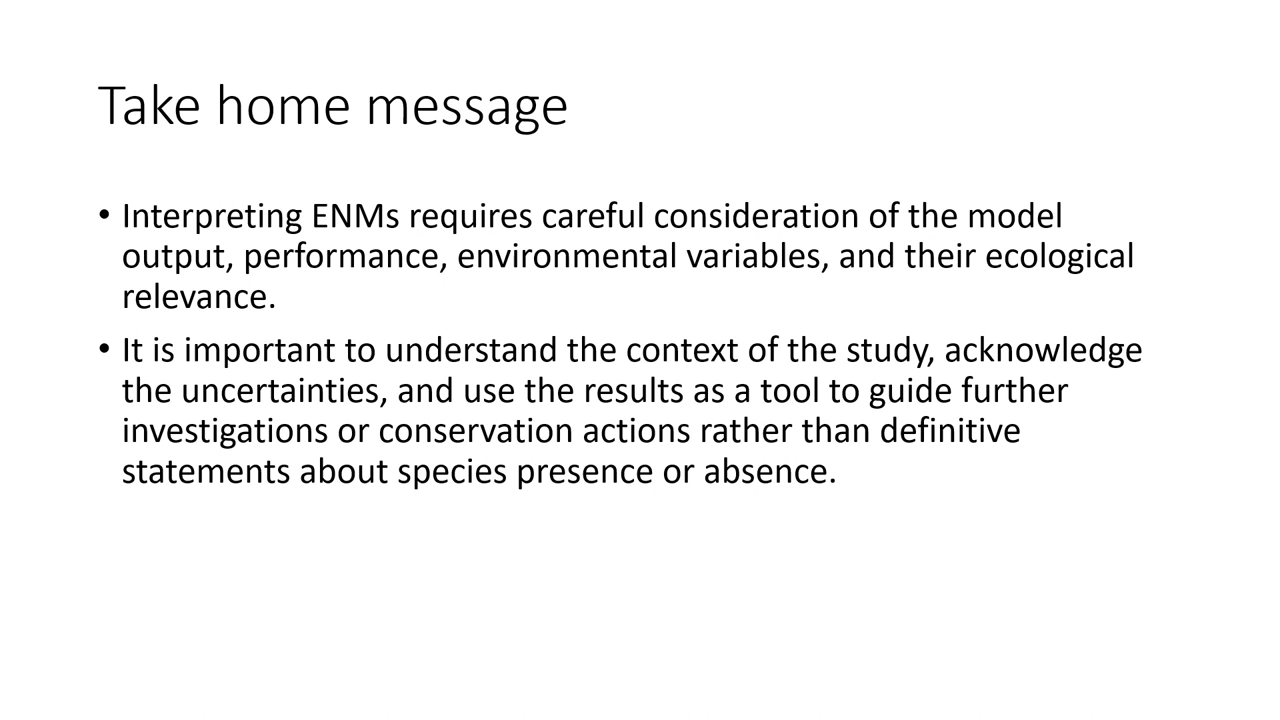 Take home message
• Interpreting ENMs requires careful consideration of the model
output, performance, environmental variables, and their ecological
relevance.
• It is important to understand the context of the study, acknowledge
the uncertainties, and use the results as a tool to guide further
investigations or conservation actions rather than definitive
statements about species presence or absence.